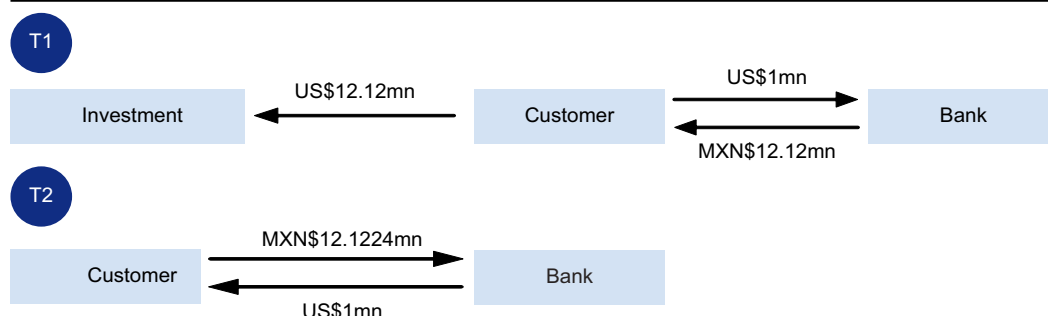 T1
US$1mn
US$12.12mn
Investment
Customer
Bank
MXN$12.12mn
T2
MXN$12.1224mn
Customer
Bank
US$1mn